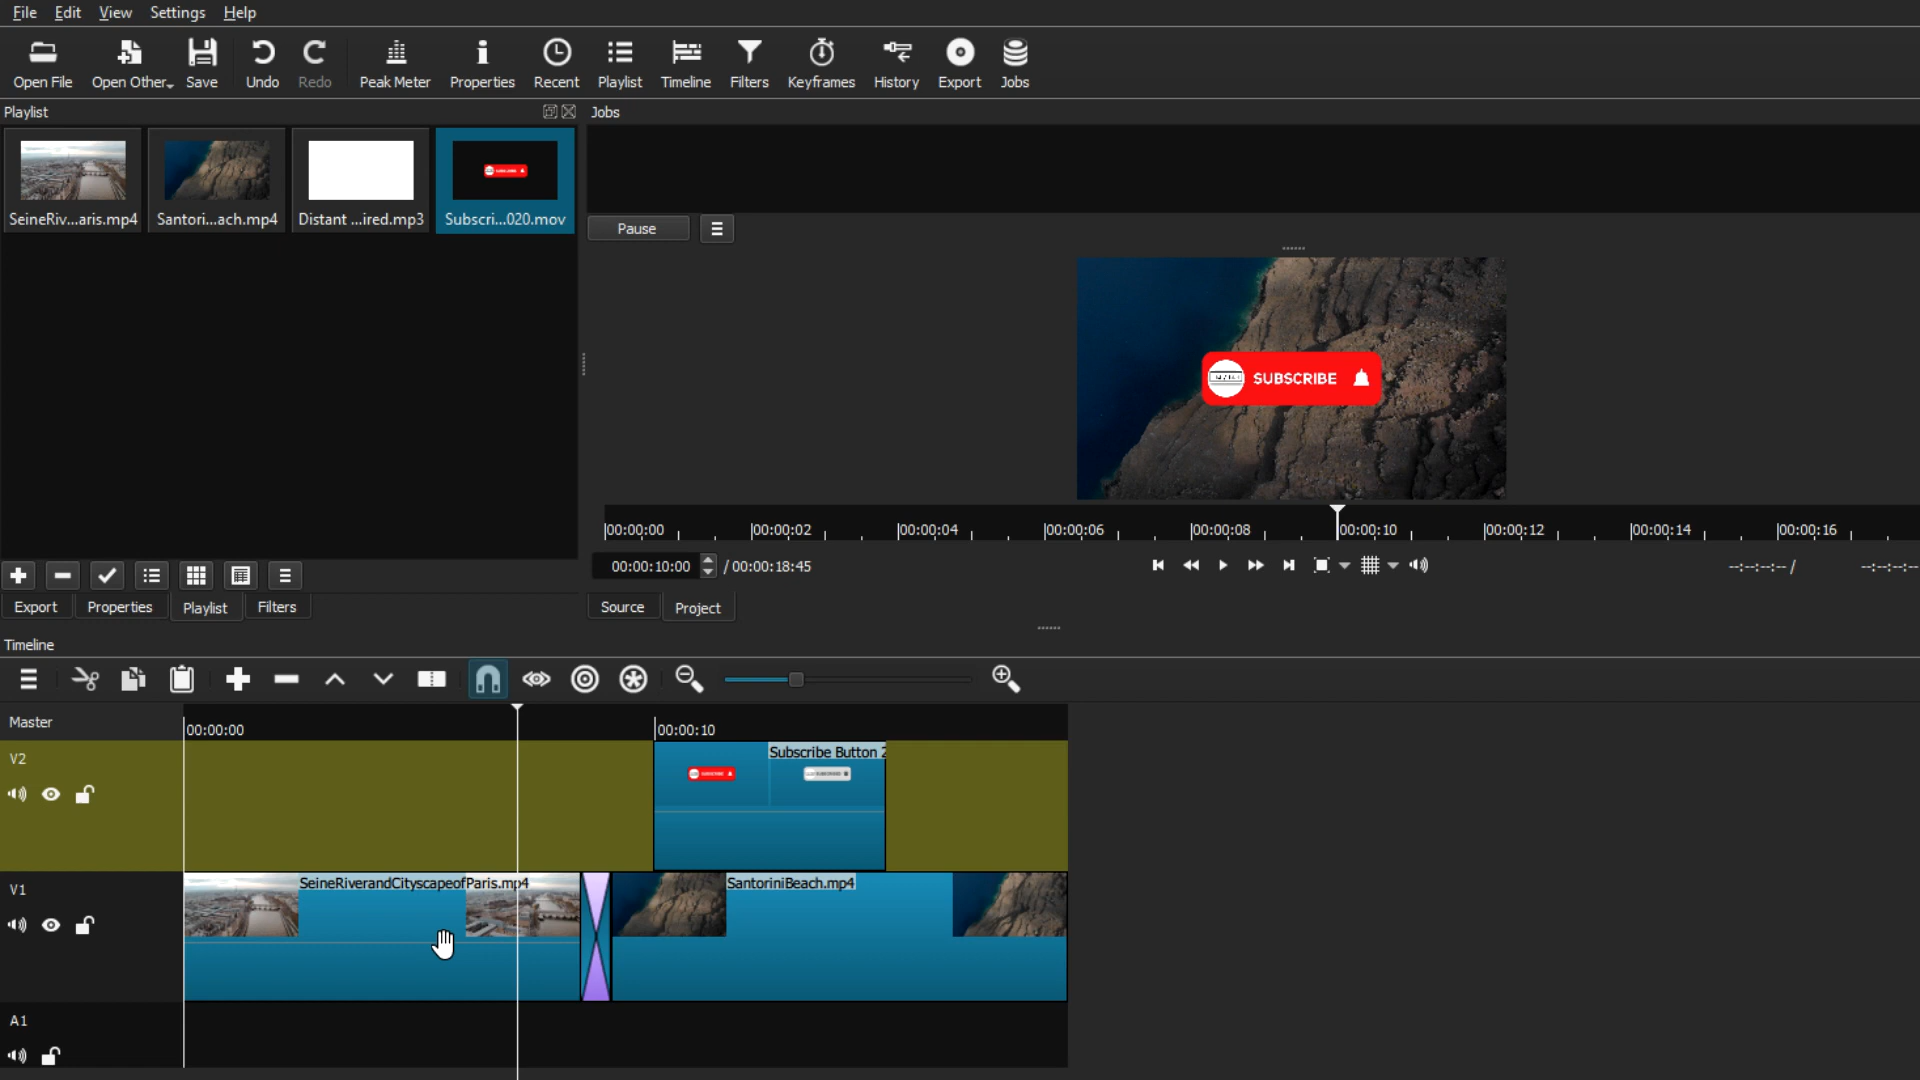 File Edit View Settings Help
Open File Open Other Save Undo Redo Peak Meter Properties Recent Playlist Timeline Filters Keyframes History Export Jobs
Playlist
Jobs
SeineRiv...aris.mp4 Santori...ach.mp4 Distant ...ired.mp3 Subscri...020.mov
Pause
SUBSCRIBE
00:00:00 00:00:02 00:00:04 00:00:06 00:00:08 00:00:10 00:00:12 00:00:14 00:00:16
00:00:10:00 / 00:00:18:45 --:--:--:-- / --:--:--:--
Export Properties Playlist Filters
Source Project
Timeline
Master
00:00:00 00:00:10
V2
Subscribe Button 2
V1
SeineRiverandCityscapeofParis.mp4
SantoriniBeach.mp4
A1